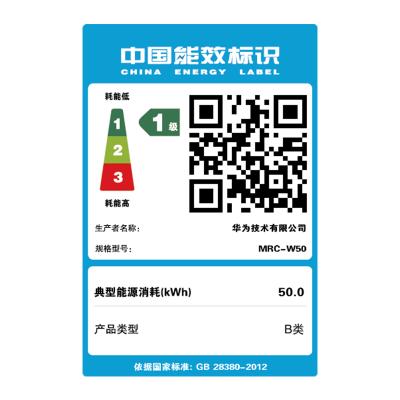 中国能效标识
CHINA ENERGY LABEL
耗能低
1
1级
2
3
耗能高
生产者名称: 华为技术有限公司
规格型号: MRC-W50
典型能源消耗(kWh) 50.0
产品类型 B类
依据国家标准: GB 28380-2012